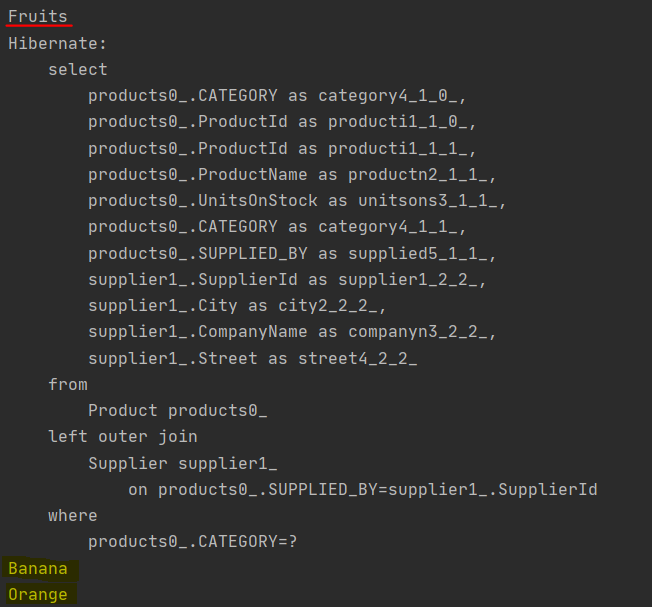 Fruits
Hibernate:
    select
        products0_.CATEGORY as category4_1_0_,
        products0_.ProductId as producti1_1_0_,
        products0_.ProductId as producti1_1_1_,
        products0_.ProductName as productn2_1_1_,
        products0_.UnitsOnStock as unitsons3_1_1_,
        products0_.CATEGORY as category4_1_1_,
        products0_.SUPPLIED_BY as supplied5_1_1_,
        supplier1_.SupplierId as supplier1_2_2_,
        supplier1_.City as city2_2_2_,
        supplier1_.CompanyName as companyn3_2_2_,
        supplier1_.Street as street4_2_2_
    from
        Product products0_
    left outer join
        Supplier supplier1_
            on products0_.SUPPLIED_BY=supplier1_.SupplierId
    where
        products0_.CATEGORY=?
Banana
Orange